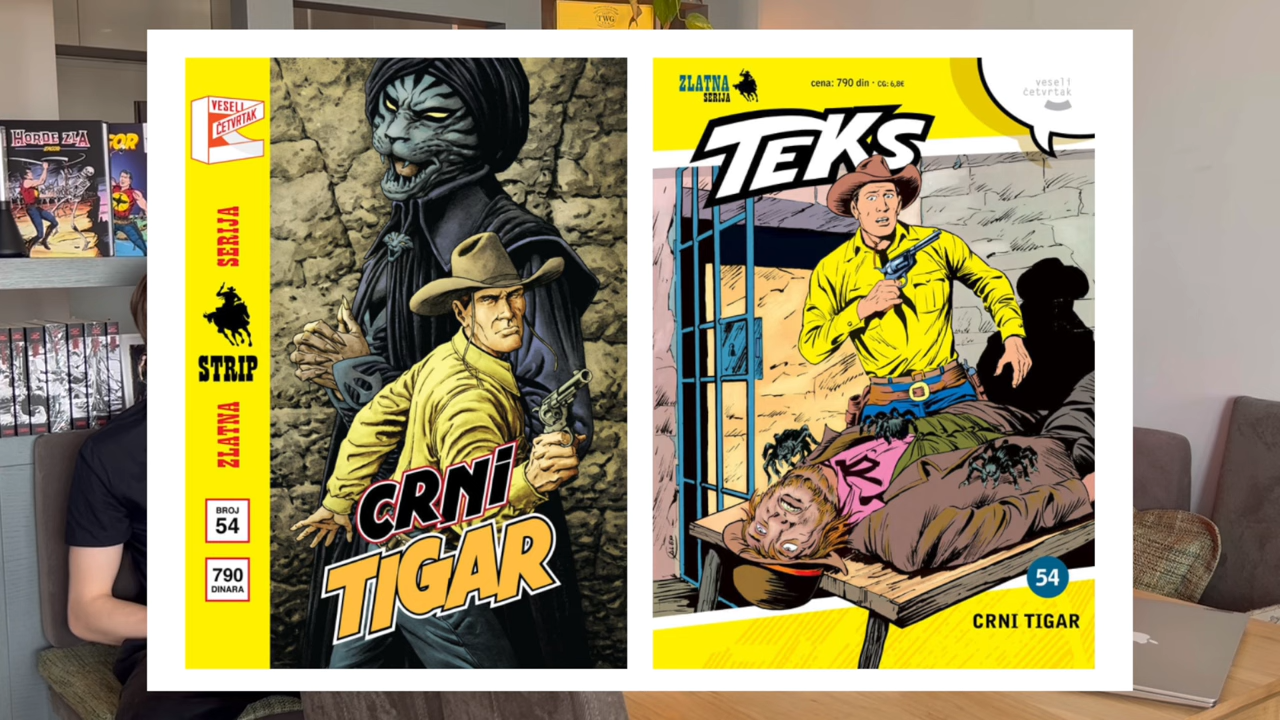 TWG
HORDE ZLA
VESELI
ČETVRTAK
SERIJA
STRIP
ZLATNA
BROJ
54
790
DINARA
CRNI
TIGAR
ZLATNA
SERIJA
cena: 790 din · CG: 6,8€
veseli
četvrtak
TEKS
54
CRNI TIGAR